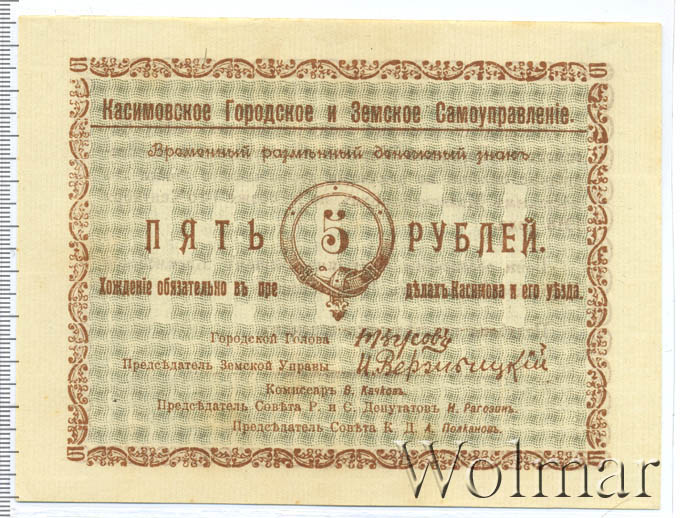 Касимовское Городское и Земское Самоуправленіе.
Временный размѣнный денежный знакъ.
ПЯТЬ 5 РУБЛЕЙ.
Хожденіе обязательно въ пре дѣлахъ Касимова и его уѣзда.
Городской Голова
Предсѣдатель Земской Управы
Комиссаръ В. Качковъ.
Предсѣдатель Совѣта Р. и С. Депутатовъ И. Рагозинъ.
Предсѣдатель Совѣта К. Д. А. Полкановъ.
5 5
5 5
Wolmar